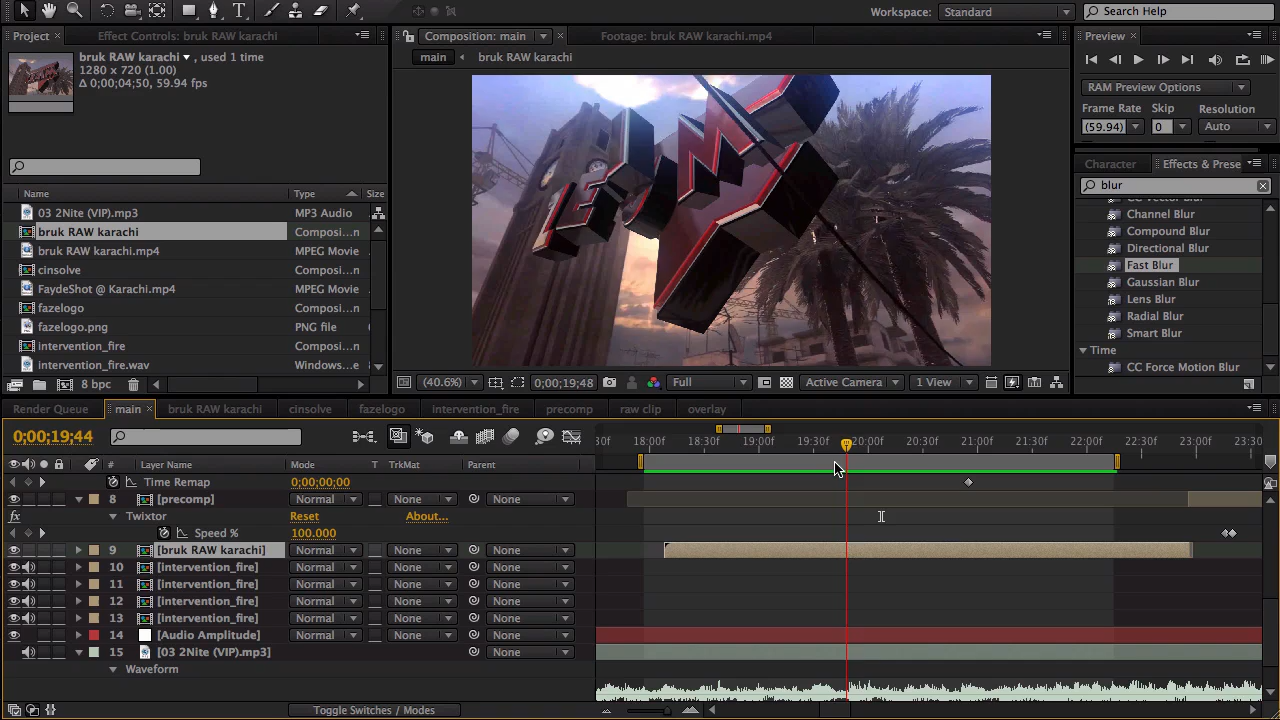 Workspace: Standard
Search Help
Project
Effect Controls: bruk RAW karachi
Composition: main
Footage: bruk RAW karachi.mp4
Preview
bruk RAW karachi , used 1 time
1280 x 720 (1.00)
Δ 0;00;04;50, 59.94 fps
main
bruk RAW karachi
RAM Preview Options
Frame Rate Skip Resolution
(59.94) 0 Auto
Character
Effects & Prese
blur
CC Vector Blur
Channel Blur
Compound Blur
Directional Blur
Fast Blur
Gaussian Blur
Lens Blur
Radial Blur
Smart Blur
Time
CC Force Motion Blur
Name Type Size
03 2Nite (VIP).mp3 MP3 Audio
bruk RAW karachi Composi...n
bruk RAW karachi.mp4 MPEG Movie
cinsolve Composi...n
FaydeShot @ Karachi.mp4 MPEG Movie
fazelogo Composi...n
fazelogo.png PNG file
intervention_fire Composi...n
intervention_fire.wav Windows...e
8 bpc
(40.6%) 0;00;19;48 Full Active Camera 1 View
Render Queue main bruk RAW karachi cinsolve fazelogo intervention_fire precomp raw clip overlay
0;00;19;44
:30f 18:00f 18:30f 19:00f 19:30f 20:00f 20:30f 21:00f 21:30f 22:00f 22:30f 23:00f 23:30
# Layer Name Mode T TrkMat Parent
Time Remap 0;00;00;00
8 [precomp] Normal None None
fx Twixtor Reset About...
Speed % 100.000
9 [bruk RAW karachi] Normal None None
10 [intervention_fire] Normal None None
11 [intervention_fire] Normal None None
12 [intervention_fire] Normal None None
13 [intervention_fire] Normal None None
14 [Audio Amplitude] Normal None None
15 [03 2Nite (VIP).mp3] None
Waveform
Toggle Switches / Modes